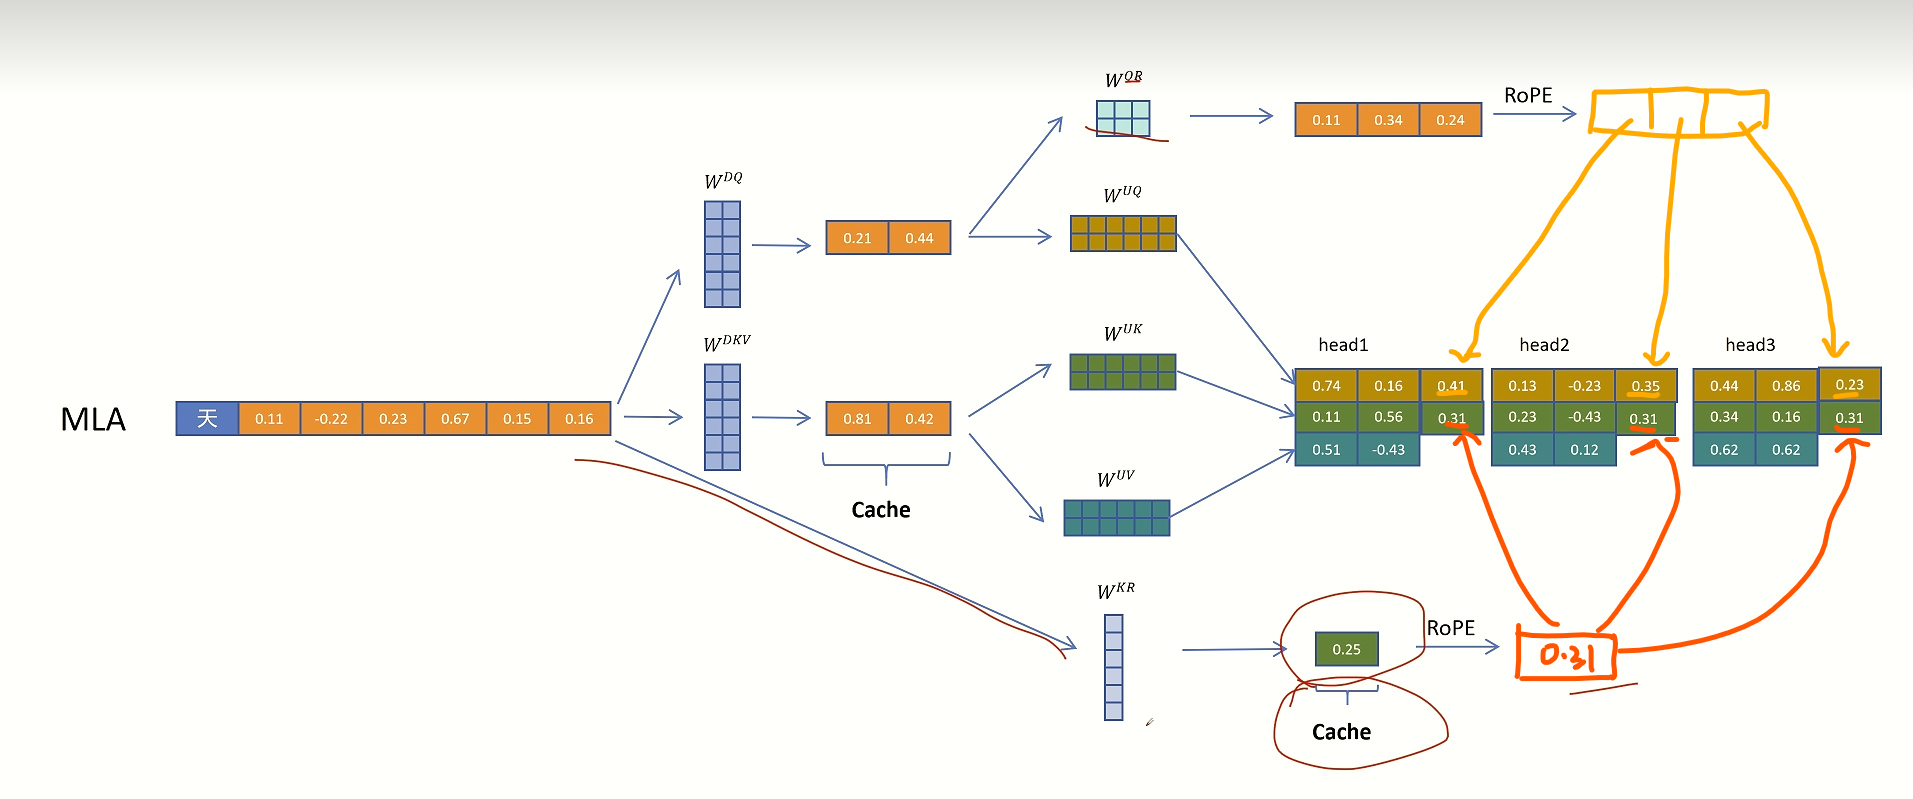 W^{QR}
0.11 0.34 0.24
RoPE
W^{DQ}
W^{UQ}
0.21 0.44
W^{DKV}
W^{UK}
head1 head2 head3
0.74 0.16 0.41 0.13 -0.23 0.35 0.44 0.86 0.23
MLA
天 0.11 -0.22 0.23 0.67 0.15 0.16
0.81 0.42
0.11 0.56 0.31 0.23 -0.43 0.31 0.34 0.16 0.31
0.51 -0.43 0.43 0.12 0.62 0.62
Cache
W^{UV}
W^{KR}
0.25
RoPE
0.31
Cache